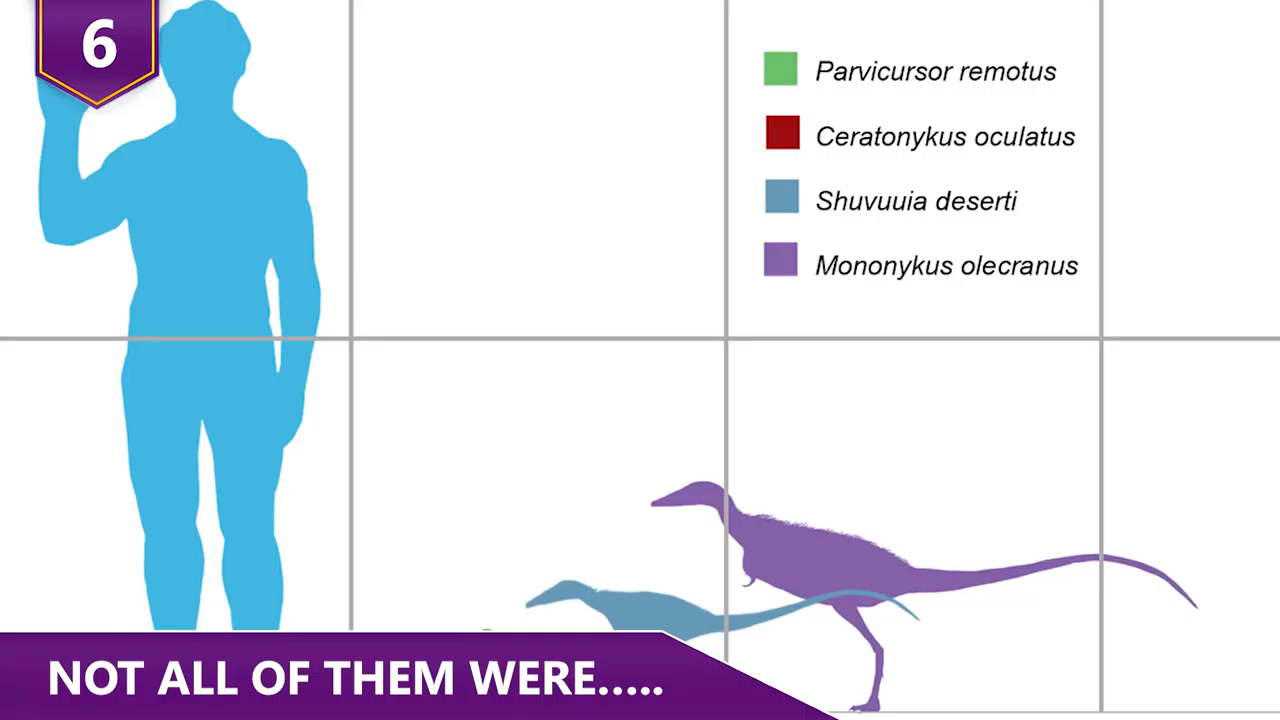 6
Parvicursor remotus
Ceratonykus oculatus
Shuvuuia deserti
Mononykus olecranus
NOT ALL OF THEM WERE.....